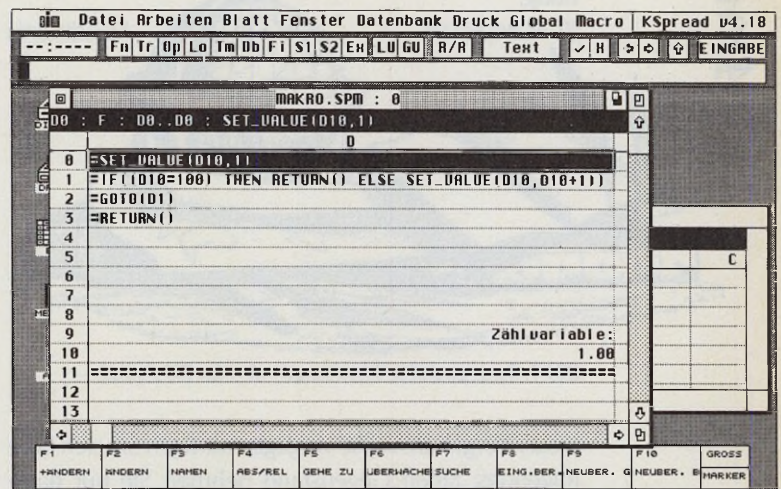 Datei Arbeiten Blatt Fenster Datenbank Druck Global Macro KSpread v4.18
--:---- Fn Tr Op Lo Tm Db Fi S1 S2 Ex LU GU R/R Text H EINGABE
MAKRO.SPM : 0
D0 : F : D0..D0 : SET_VALUE(D10,1)
D
0 =SET_VALUE(D10,1)
1 =IF((D10=100) THEN RETURN() ELSE SET_VALUE(D10,D10+1))
2 =GOTO(D1)
3 =RETURN()
4
5
C
6
7
8
9 Zählvariable:
10 1.00
11 ==================================================
12
13
F1 F2 F3 F4 F5 F6 F7 F8 F9 F10 GROSS
+ÄNDERN ÄNDERN NAMEN ABS/REL GEHE ZU ÜBERWACHE SUCHE EING.BER. NEUBER. G NEUBER. B MARKER